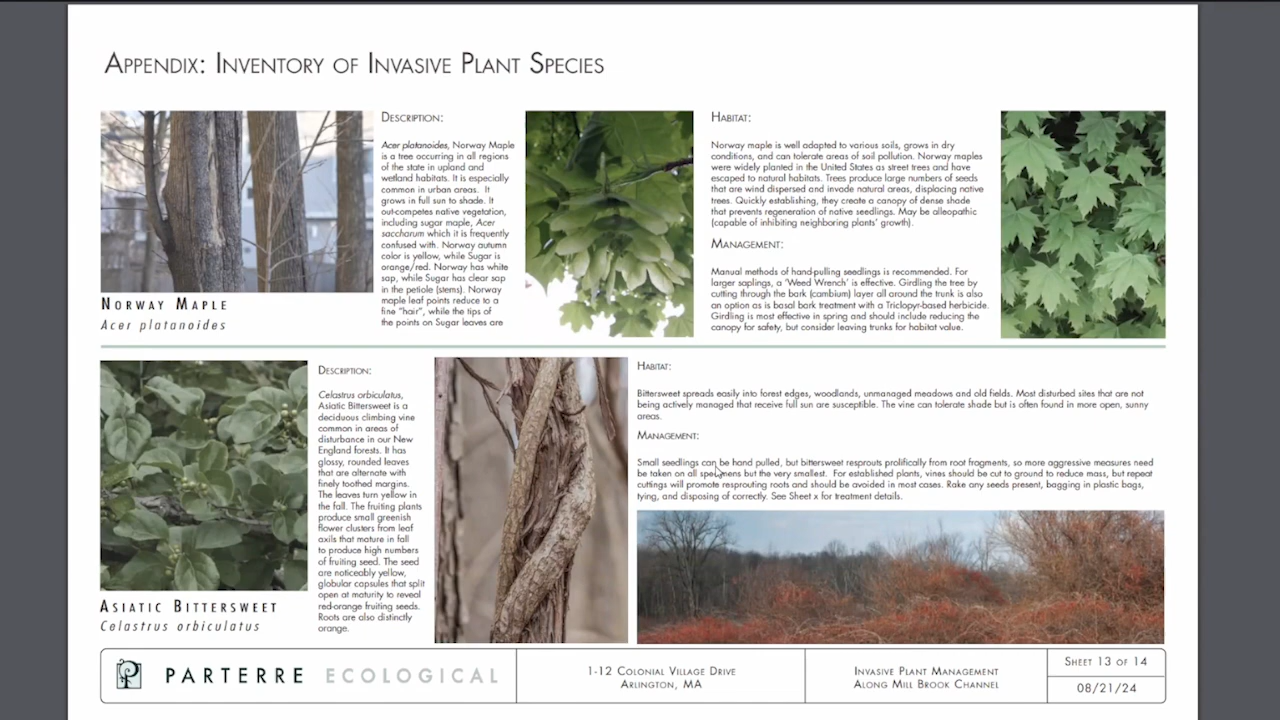 Appendix: Inventory of Invasive Plant Species
Description:
Acer platanoides, Norway Maple
is a tree occurring in all regions
of the state in upland and
wetland habitats. It is especially
common in urban areas. It
grows in full sun to shade. It
out-competes native vegetation,
including sugar maple, Acer
saccharum which it is frequently
confused with. Norway autumn
color is yellow, while Sugar is
orange/red. Norway has white
sap, while Sugar has clear sap
in the petiole (stems). Norway
maple leaf points reduce to a
fine "hair", while the tips of
the points on Sugar leaves are
Habitat:
Norway maple is well adapted to various soils, grows in dry
conditions, and can tolerate areas of soil pollution. Norway maples
were widely planted in the United States as street trees and have
escaped to natural habitats. Trees produce large numbers of seeds
that are wind dispersed and invade natural areas, displacing native
trees. Quickly establishing, they create a canopy of dense shade
that prevents regeneration of native seedlings. May be alleopathic
(capable of inhibiting neighboring plants' growth).
Management:
Manual methods of hand-pulling seedlings is recommended. For
larger saplings, a 'Weed Wrench' is effective. Girdling the tree by
cutting through the bark (cambium) layer all around the trunk is also
an option as is basal bark treatment with a Triclopyr-based herbicide.
Girdling is most effective in spring and should include reducing the
canopy for safety, but consider leaving trunks for habitat value.
Norway Maple
Acer platanoides
Description:
Celastrus orbiculatus,
Asiatic Bittersweet is a
deciduous climbing vine
common in areas of
disturbance in our New
England forests. It has
glossy, rounded leaves
that are alternate with
finely toothed margins.
The leaves turn yellow in
the fall. The fruiting plants
produce small greenish
flower clusters from leaf
axils that mature in fall
to produce high numbers
of fruiting seed. The seed
are noticeably yellow,
globular capsules that split
open at maturity to reveal
red-orange fruiting seeds.
Roots are also distinctly
orange.
Habitat:
Bittersweet spreads easily into forest edges, woodlands, unmanaged meadows and old fields. Most disturbed sites that are not
being actively managed that receive full sun are susceptible. The vine can tolerate shade but is often found in more open, sunny
areas.
Management:
Small seedlings can be hand pulled, but bittersweet resprouts prolifically from root fragments, so more aggressive measures need
be taken on all specimens but the very smallest. For established plants, vines should be cut to ground to reduce mass, but repeat
cuttings will promote resprouting roots and should be avoided in most cases. Rake any seeds present, bagging in plastic bags,
tying, and disposing of correctly. See Sheet x for treatment details.
Asiatic Bittersweet
Celastrus orbiculatus
PARTERRE ECOLOGICAL
1-12 Colonial Village Drive
Arlington, MA
Invasive Plant Management
Along Mill Brook Channel
Sheet 13 of 14
08/21/24